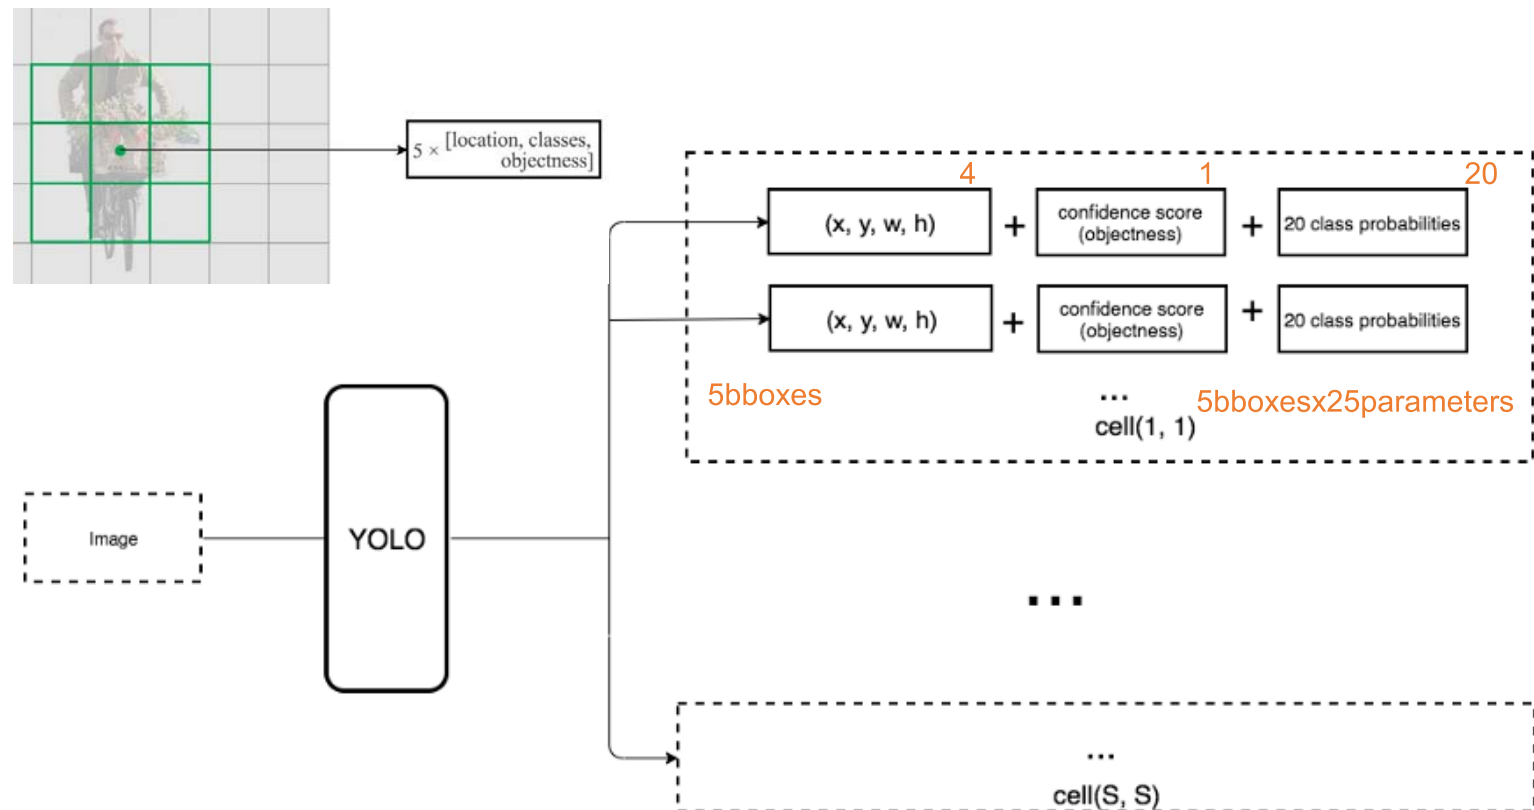 5 × [location, classes,
objectness]
4
1
20
(x, y, w, h)
+
confidence score
(objectness)
+
20 class probabilities
(x, y, w, h)
+
confidence score
(objectness)
+
20 class probabilities
5bboxes
...
5bboxesx25parameters
cell(1, 1)
Image
YOLO
...
...
cell(S, S)